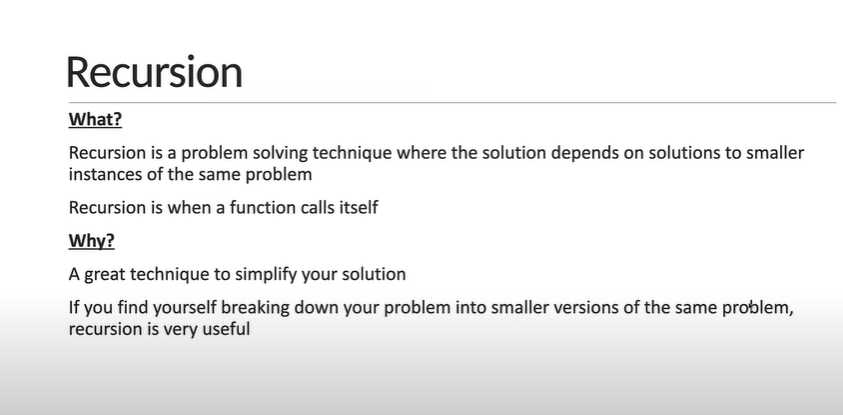 Recursion
What?
Recursion is a problem solving technique where the solution depends on solutions to smaller
instances of the same problem
Recursion is when a function calls itself
Why?
A great technique to simplify your solution
If you find yourself breaking down your problem into smaller versions of the same problem,
recursion is very useful